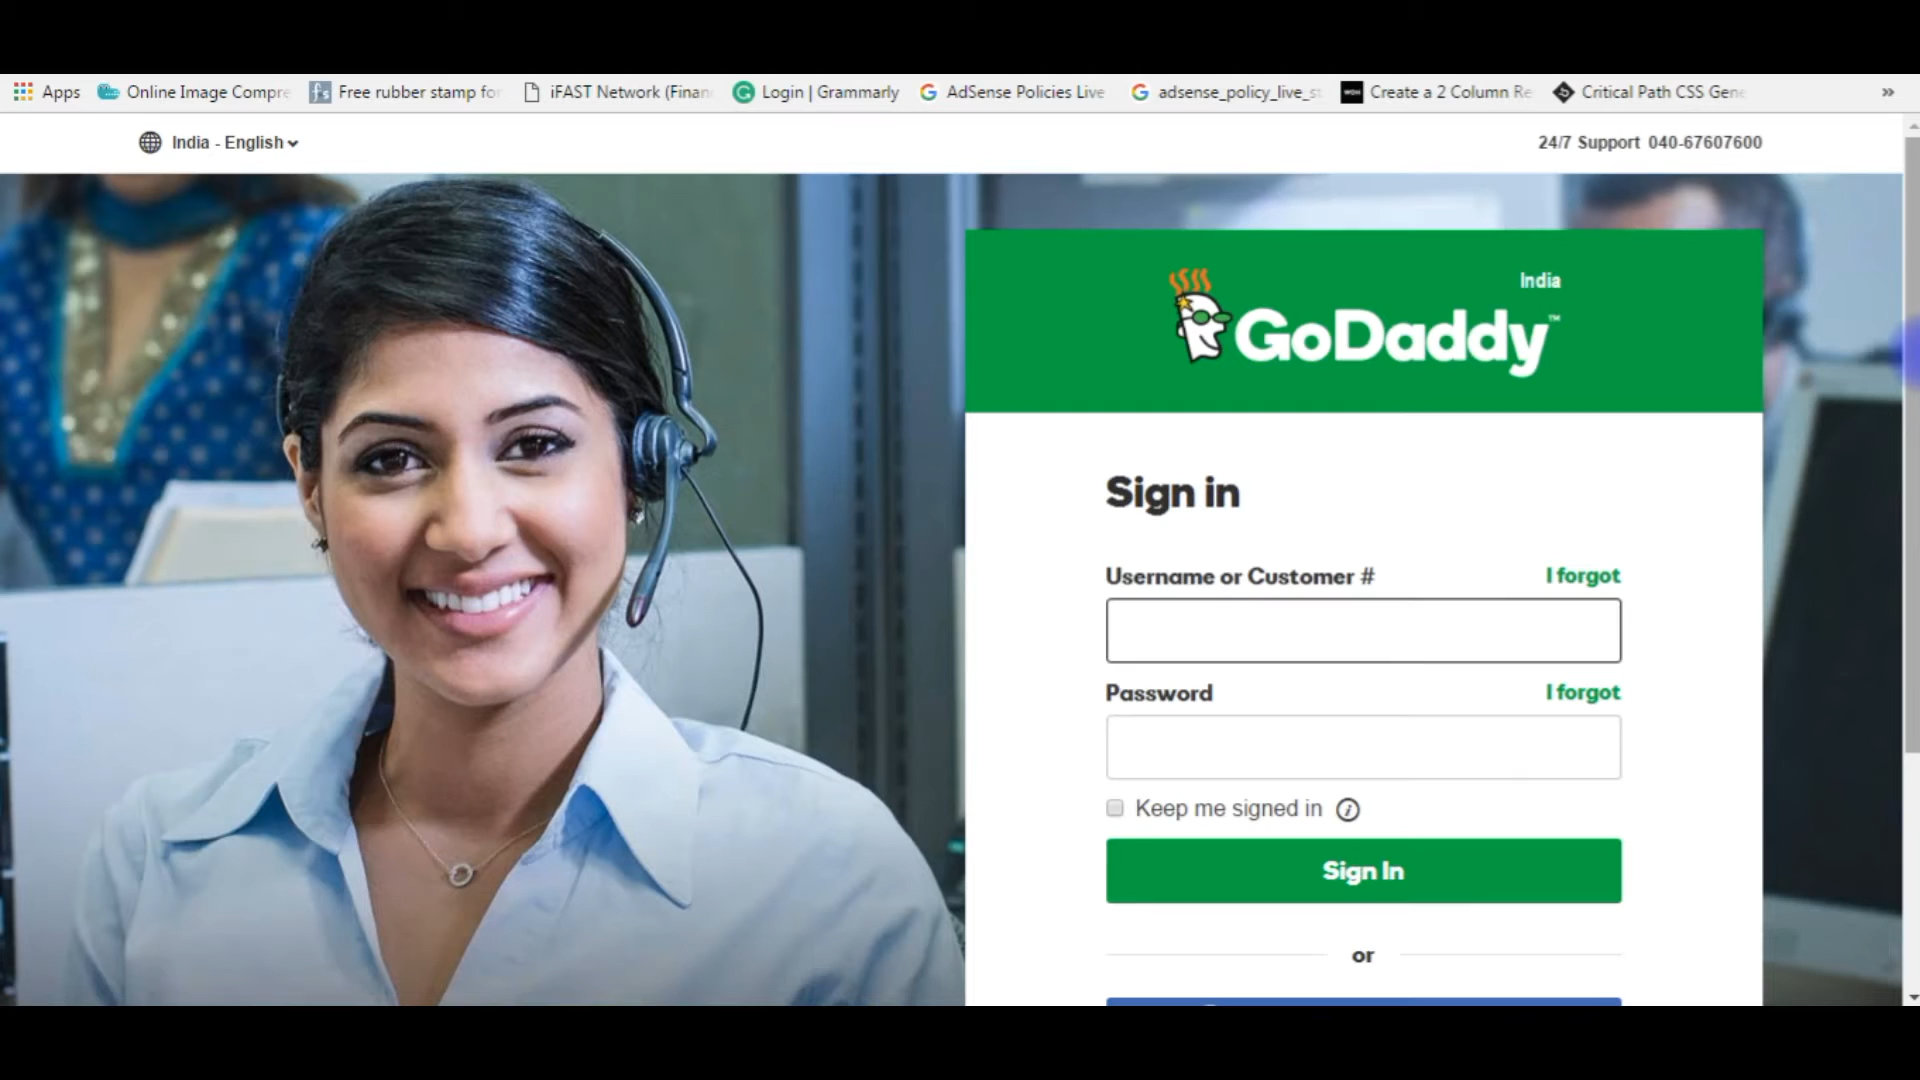 Apps Online Image Compre Free rubber stamp for iFAST Network (Finan Login | Grammarly AdSense Policies Live adsense_policy_live_s Create a 2 Column Re Critical Path CSS Gene »
India - English 24/7 Support 040-67607600
India
GoDaddy™
Sign in
Username or Customer # I forgot
Password I forgot
Keep me signed in
Sign In
or